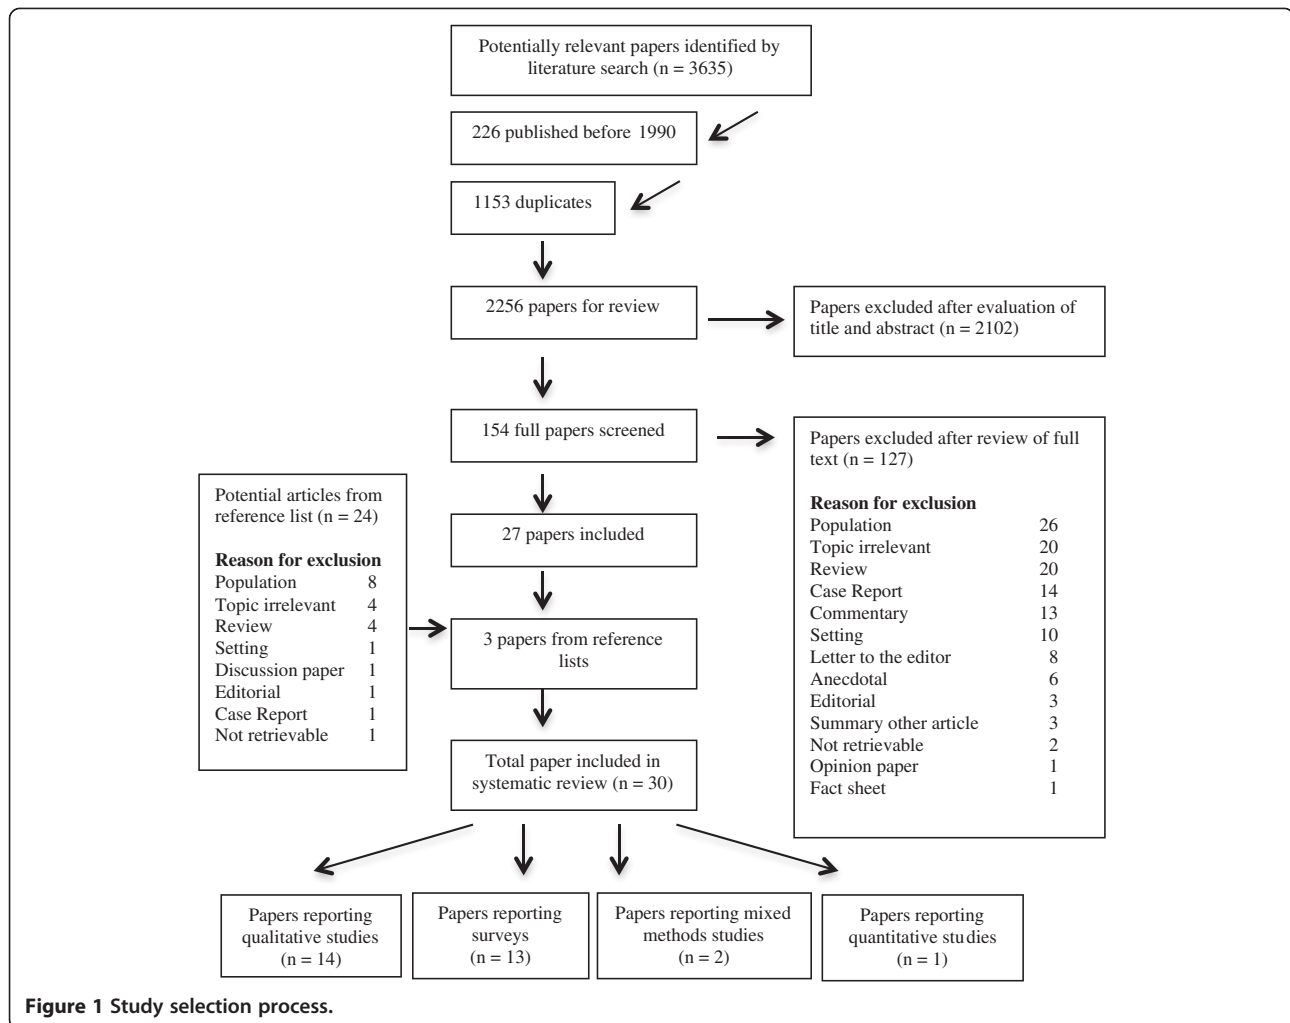 Potentially relevant papers identified by
literature search (n = 3635)
226 published before 1990
1153 duplicates
2256 papers for review
Papers excluded after evaluation of
title and abstract (n = 2102)
154 full papers screened
Papers excluded after review of full
text (n = 127)
Reason for exclusion
Population 26
Topic irrelevant 20
Review 20
Case Report 14
Commentary 13
Setting 10
Letter to the editor 8
Anecdotal 6
Editorial 3
Summary other article 3
Not retrievable 2
Opinion paper 1
Fact sheet 1
27 papers included
Potential articles from
reference list (n = 24)
Reason for exclusion
Population 8
Topic irrelevant 4
Review 4
Setting 1
Discussion paper 1
Editorial 1
Case Report 1
Not retrievable 1
3 papers from reference
lists
Total paper included in
systematic review (n = 30)
Papers reporting
qualitative studies
(n = 14)
Papers reporting
surveys
(n = 13)
Papers reporting mixed
methods studies
(n = 2)
Papers reporting
quantitative studies
(n = 1)
Figure 1 Study selection process.